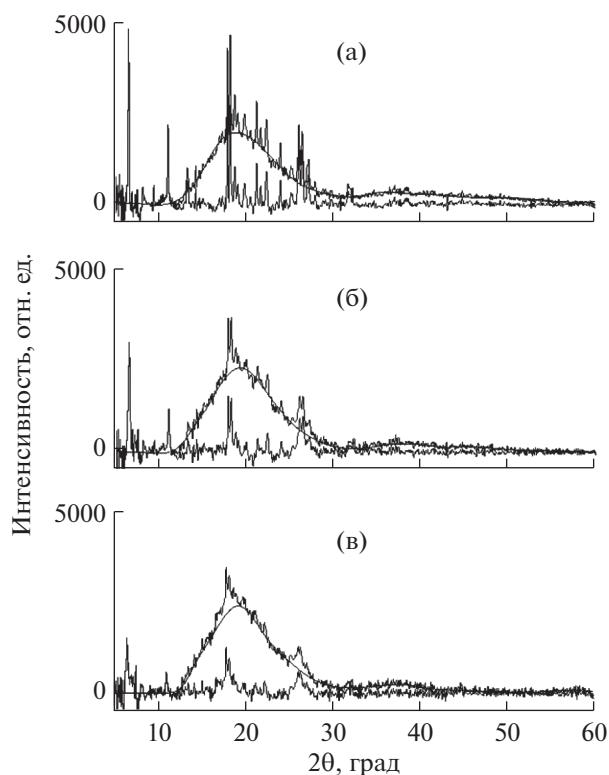 5000
(а)
0
5000
(б)
0
5000
(в)
0
10 20 30 40 50 60
2θ, град
Интенсивность, отн. ед.